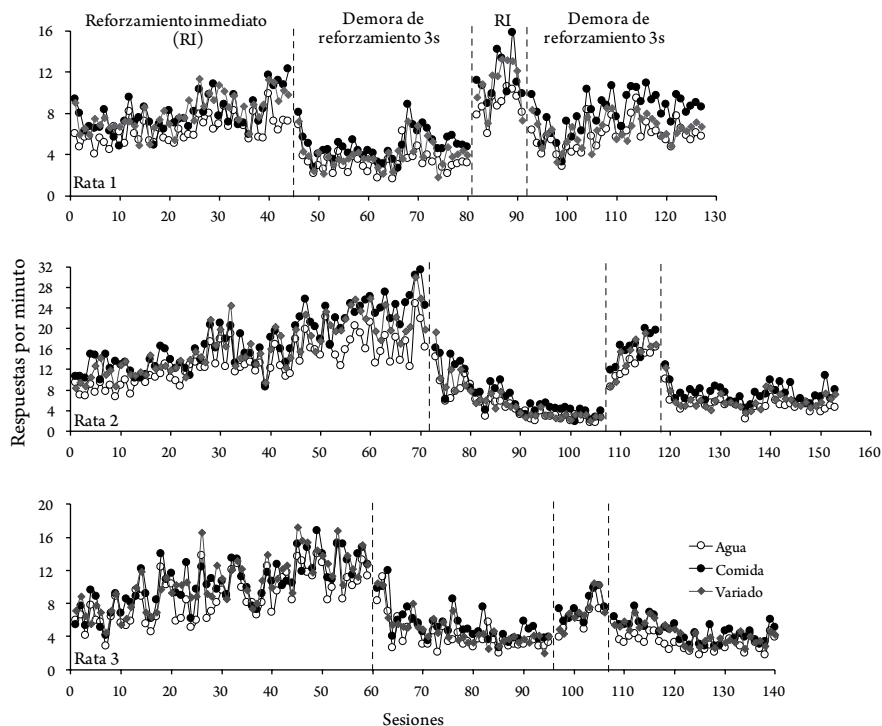 Reforzamiento inmediato
(RI)
Demora de
reforzamiento 3s
RI
Demora de
reforzamiento 3s
16
12
8
4
0
Rata 1
1 10 20 30 40 50 60 70 80 90 100 110 120 130
Respuestas por minuto
32
28
24
20
16
12
8
4
0
Rata 2
1 10 20 30 40 50 60 70 80 90 100 110 120 130 140 150 160
20
16
12
8
4
0
Agua
Comida
Variado
Rata 3
1 10 20 30 40 50 60 70 80 90 100 110 120 130 140
Sesiones